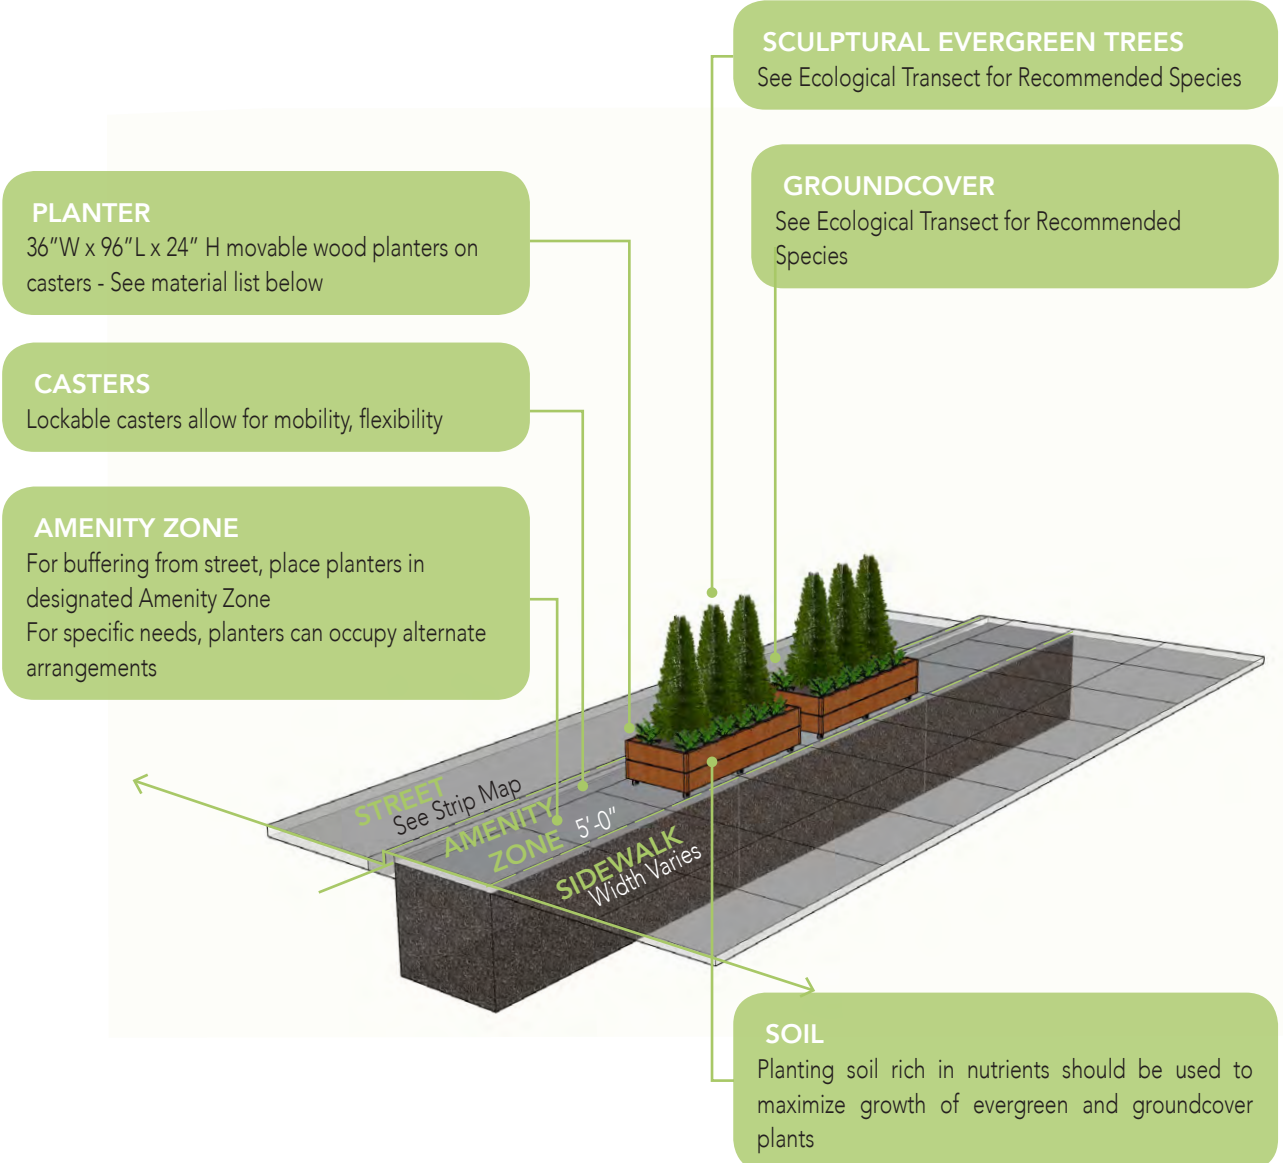 SCULPTURAL EVERGREEN TREES
See Ecological Transect for Recommended Species
GROUNDCOVER
See Ecological Transect for Recommended
Species
PLANTER
36"W x 96"L x 24" H movable wood planters on
casters - See material list below
CASTERS
Lockable casters allow for mobility, flexibility
AMENITY ZONE
For buffering from street, place planters in
designated Amenity Zone
For specific needs, planters can occupy alternate
arrangements
STREET
See Strip Map
AMENITY
ZONE 5'-0"
SIDEWALK
Width Varies
SOIL
Planting soil rich in nutrients should be used to
maximize growth of evergreen and groundcover
plants